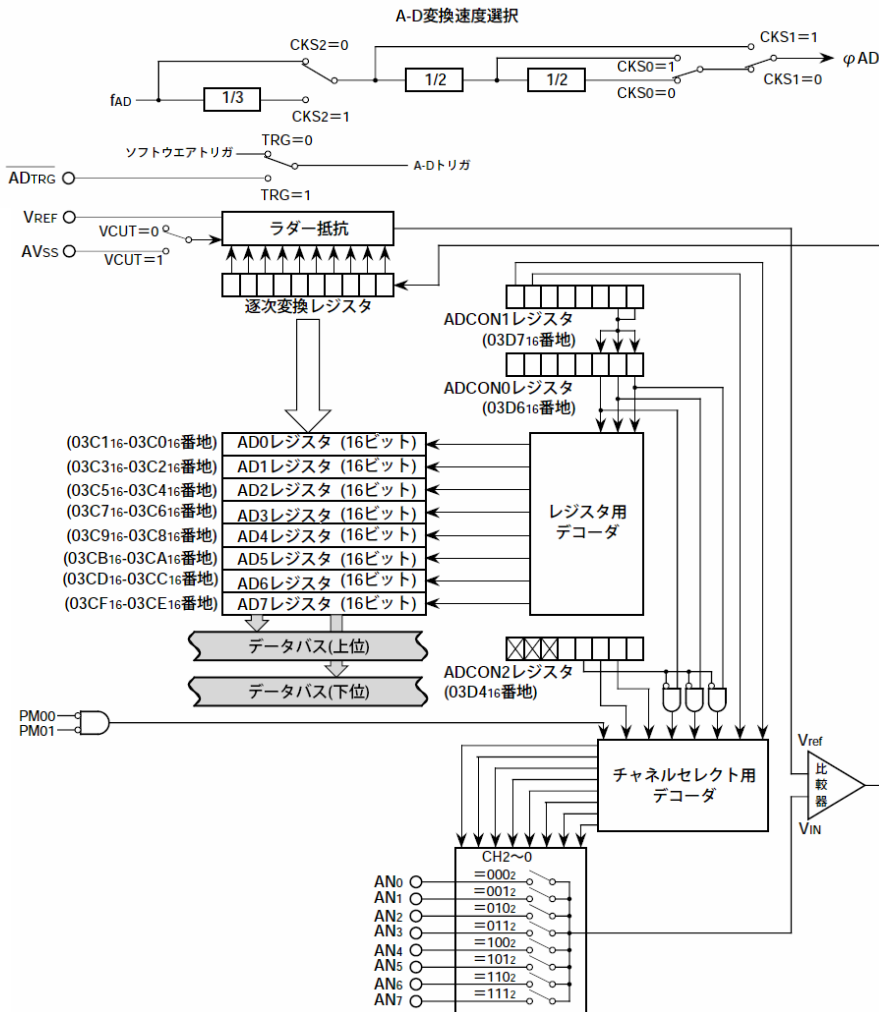 A-D変換速度選択
CKS2=0
CKS1=1
CKS0=1
φAD
1/2
1/2
CKS1=0
CKS0=0
fAD
1/3
CKS2=1
TRG=0
ソフトウエアトリガ
A-Dトリガ
ADTRG
TRG=1
VREF
VCUT=0
ラダー抵抗
AVSS
VCUT=1
逐次変換レジスタ
ADCON1レジスタ
(03D716番地)
ADCON0レジスタ
(03D616番地)
(03C116-03C016番地) AD0レジスタ (16ビット)
(03C316-03C216番地) AD1レジスタ (16ビット)
(03C516-03C416番地) AD2レジスタ (16ビット)
(03C716-03C616番地) AD3レジスタ (16ビット)
(03C916-03C816番地) AD4レジスタ (16ビット)
(03CB16-03CA16番地) AD5レジスタ (16ビット)
(03CD16-03CC16番地) AD6レジスタ (16ビット)
(03CF16-03CE16番地) AD7レジスタ (16ビット)
レジスタ用
デコーダ
データバス(上位)
データバス(下位)
ADCON2レジスタ
(03D416番地)
PM00
PM01
チャネルセレクト用
デコーダ
Vref
比較器
VIN
CH2〜0
AN0 =0002
AN1 =0012
AN2 =0102
AN3 =0112
AN4 =1002
AN5 =1012
AN6 =1102
AN7 =1112